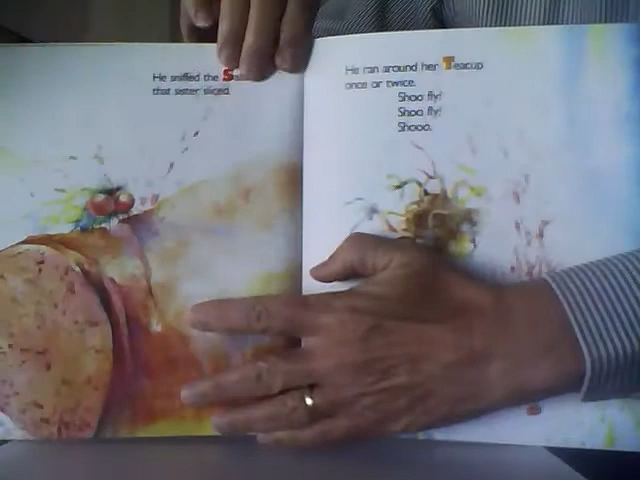 He sniffed the
that sister sliced.
He ran around her Teacup
once or twice.
Shoo fly!
Shoo fly!
Shooo.